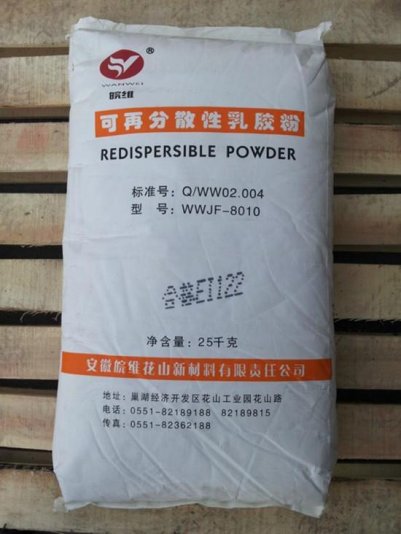 ®
WANWEI
皖维
可再分散性乳胶粉
REDISPERSIBLE POWDER
标准号：Q/WW02.004
型 号：WWJF-8010
合格EI122
净含量：25千克
安徽皖维花山新材料有限责任公司
地址：巢湖经济开发区花山工业园花山路
电话：0551-82189188 82189815
传真：0551-82362188